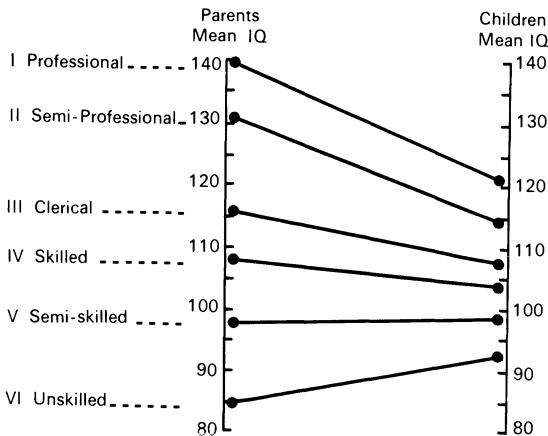 Parents
Mean IQ
Children
Mean IQ
I Professional
II Semi-Professional
III Clerical
IV Skilled
V Semi-skilled
VI Unskilled
140
130
120
110
100
90
80
140
130
120
110
100
90
80